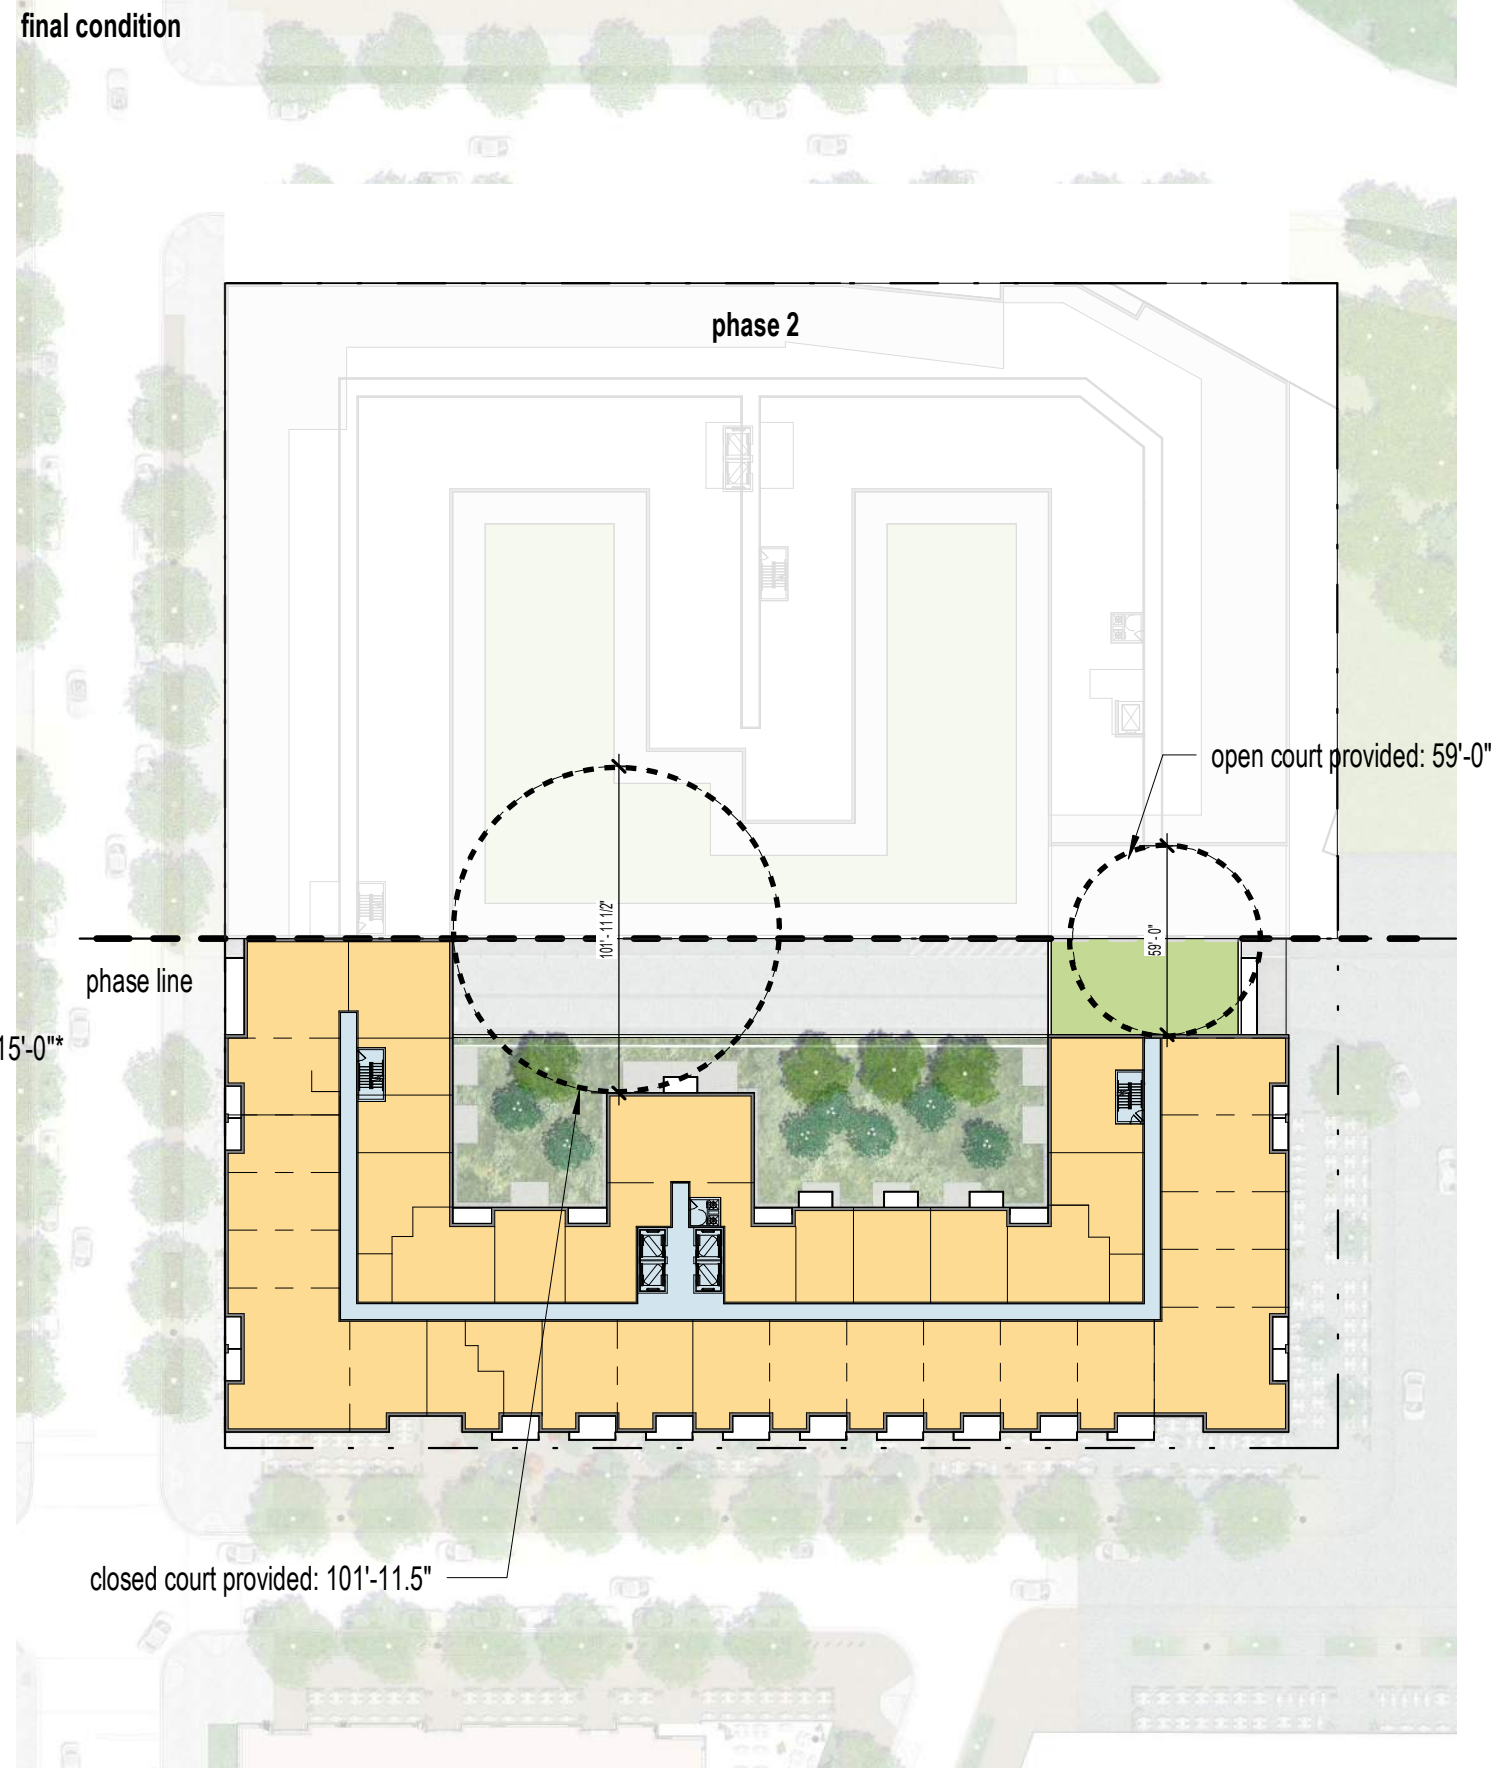 final condition
phase 2
open court provided: 59'-0"
101' - 11 1/2"
59' - 0"
phase line
15'-0"*
closed court provided: 101'-11.5"